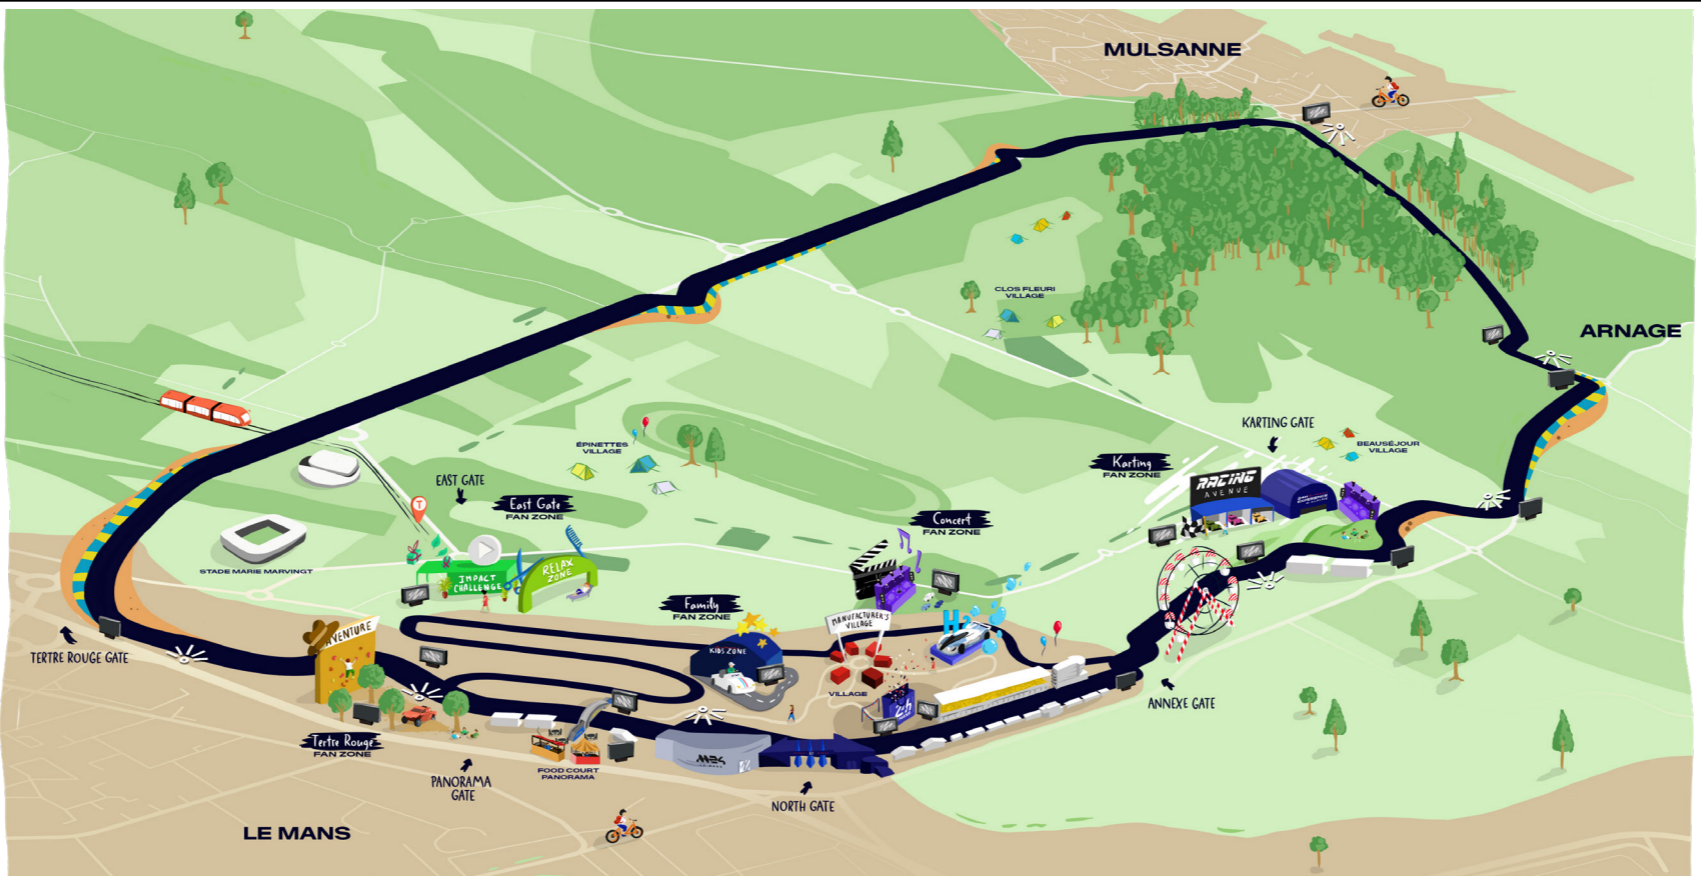 MULSANNE
ARNAGE
CLOS FLEURI
VILLAGE
KARTING GATE
BEAUSÉJOUR
VILLAGE
Karting
FAN ZONE
RACING
AVENUE
ÉPINETTES
VILLAGE
EAST GATE
T
East Gate
FAN ZONE
Concert
FAN ZONE
STADE MARIE MARVINGT
IMPACT
CHALLENGE
RELAX
ZONE
Family
FAN ZONE
MANUFACTURER'S
VILLAGE
H2
AVENTURE
KIDS ZONE
TERTRE ROUGE GATE
VILLAGE
24h
ANNEXE GATE
Tertre Rouge
FAN ZONE
M24
FOOD COURT
PANORAMA
PANORAMA
GATE
NORTH GATE
LE MANS